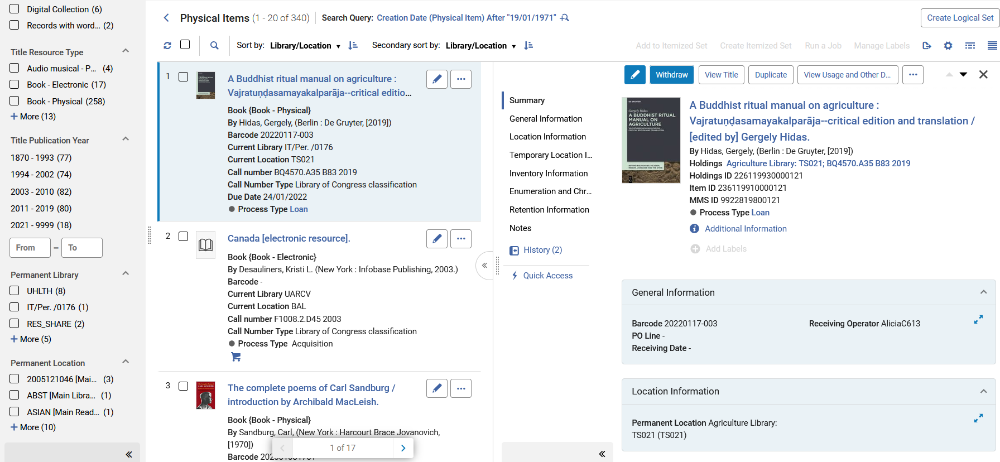 Digital Collection (6)
Records with word... (2)
Title Resource Type
Audio musical - P... (4)
Book - Electronic (17)
Book - Physical (258)
More (13)
Title Publication Year
1870 - 1993 (77)
1994 - 2002 (74)
2003 - 2010 (82)
2011 - 2019 (80)
2021 - 9999 (18)
From – To
Permanent Library
UHLTH (8)
IT/Per. /0176 (1)
RES_SHARE (2)
More (5)
Permanent Location
2005121046 [Mai... (3)
ABST [Main Libra... (1)
ASIAN [Main Read... (1)
More (10)
Physical Items (1 - 20 of 340) Search Query: Creation Date (Physical Item) After "19/01/1971"
Create Logical Set
Sort by: Library/Location Secondary sort by: Library/Location
Add to Itemized Set Create Itemized Set Run a Job Manage Labels
1
A Buddhist ritual manual on agriculture :
Vajratuṇḍasamayakalparāja--critical editio...
Book {Book - Physical}
By Hidas, Gergely, (Berlin : De Gruyter, [2019])
Barcode 20220117-003
Current Library IT/Per. /0176
Current Location TS021
Call number BQ4570.A35 B83 2019
Call Number Type Library of Congress classification
Due Date 24/01/2022
Process Type Loan
2
Canada [electronic resource].
Book {Book - Electronic}
By Desauliners, Kristi L. (New York : Infobase Publishing, 2003.)
Barcode -
Current Library UARCV
Current Location BAL
Call number F1008.2.D45 2003
Call Number Type Library of Congress classification
Process Type Acquisition
3
The complete poems of Carl Sandburg /
introduction by Archibald MacLeish.
Book {Book - Physical}
By Sandburg, Carl, (New York : Harcourt Brace Jovanovich,
[1970])
Barcode
1 of 17
Summary
General Information
Location Information
Temporary Location I...
Inventory Information
Enumeration and Chr...
Retention Information
Notes
History (2)
Quick Access
Withdraw View Title Duplicate View Usage and Other D...
DE GRUYTER
Gergely Hidas
A BUDDHIST RITUAL
MANUAL ON
AGRICULTURE
A Buddhist ritual manual on agriculture :
Vajratuṇḍasamayakalparāja--critical edition and translation /
[edited by] Gergely Hidas.
By Hidas, Gergely, (Berlin : De Gruyter, [2019])
Holdings Agriculture Library: TS021; BQ4570.A35 B83 2019
Holdings ID 226119930000121
Item ID 236119910000121
MMS ID 9922819800121
Process Type Loan
Additional Information
Add Labels
General Information
Barcode 20220117-003 Receiving Operator AliciaC613
PO Line -
Receiving Date -
Location Information
Permanent Location Agriculture Library:
TS021 (TS021)